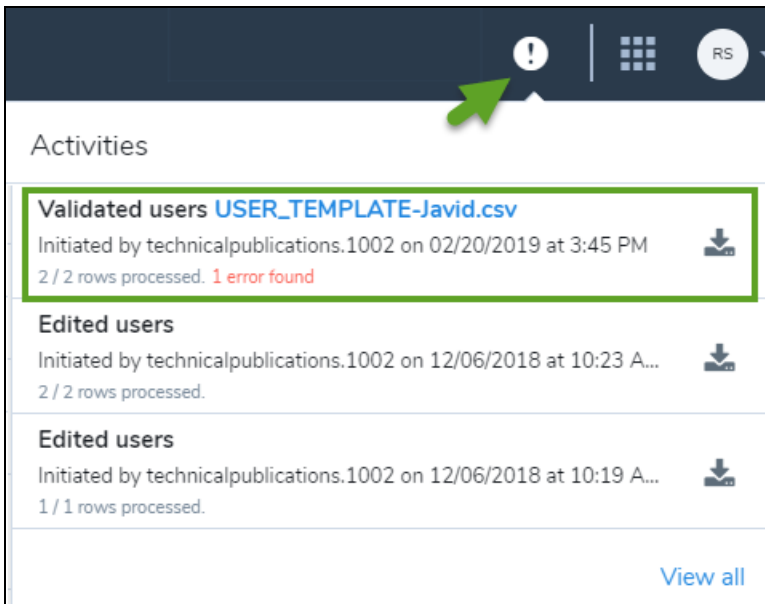 !
RS
Activities
Validated users USER_TEMPLATE-Javid.csv
Initiated by technicalpublications.1002 on 02/20/2019 at 3:45 PM
2 / 2 rows processed. 1 error found
Edited users
Initiated by technicalpublications.1002 on 12/06/2018 at 10:23 A...
2 / 2 rows processed.
Edited users
Initiated by technicalpublications.1002 on 12/06/2018 at 10:19 A...
1 / 1 rows processed.
View all